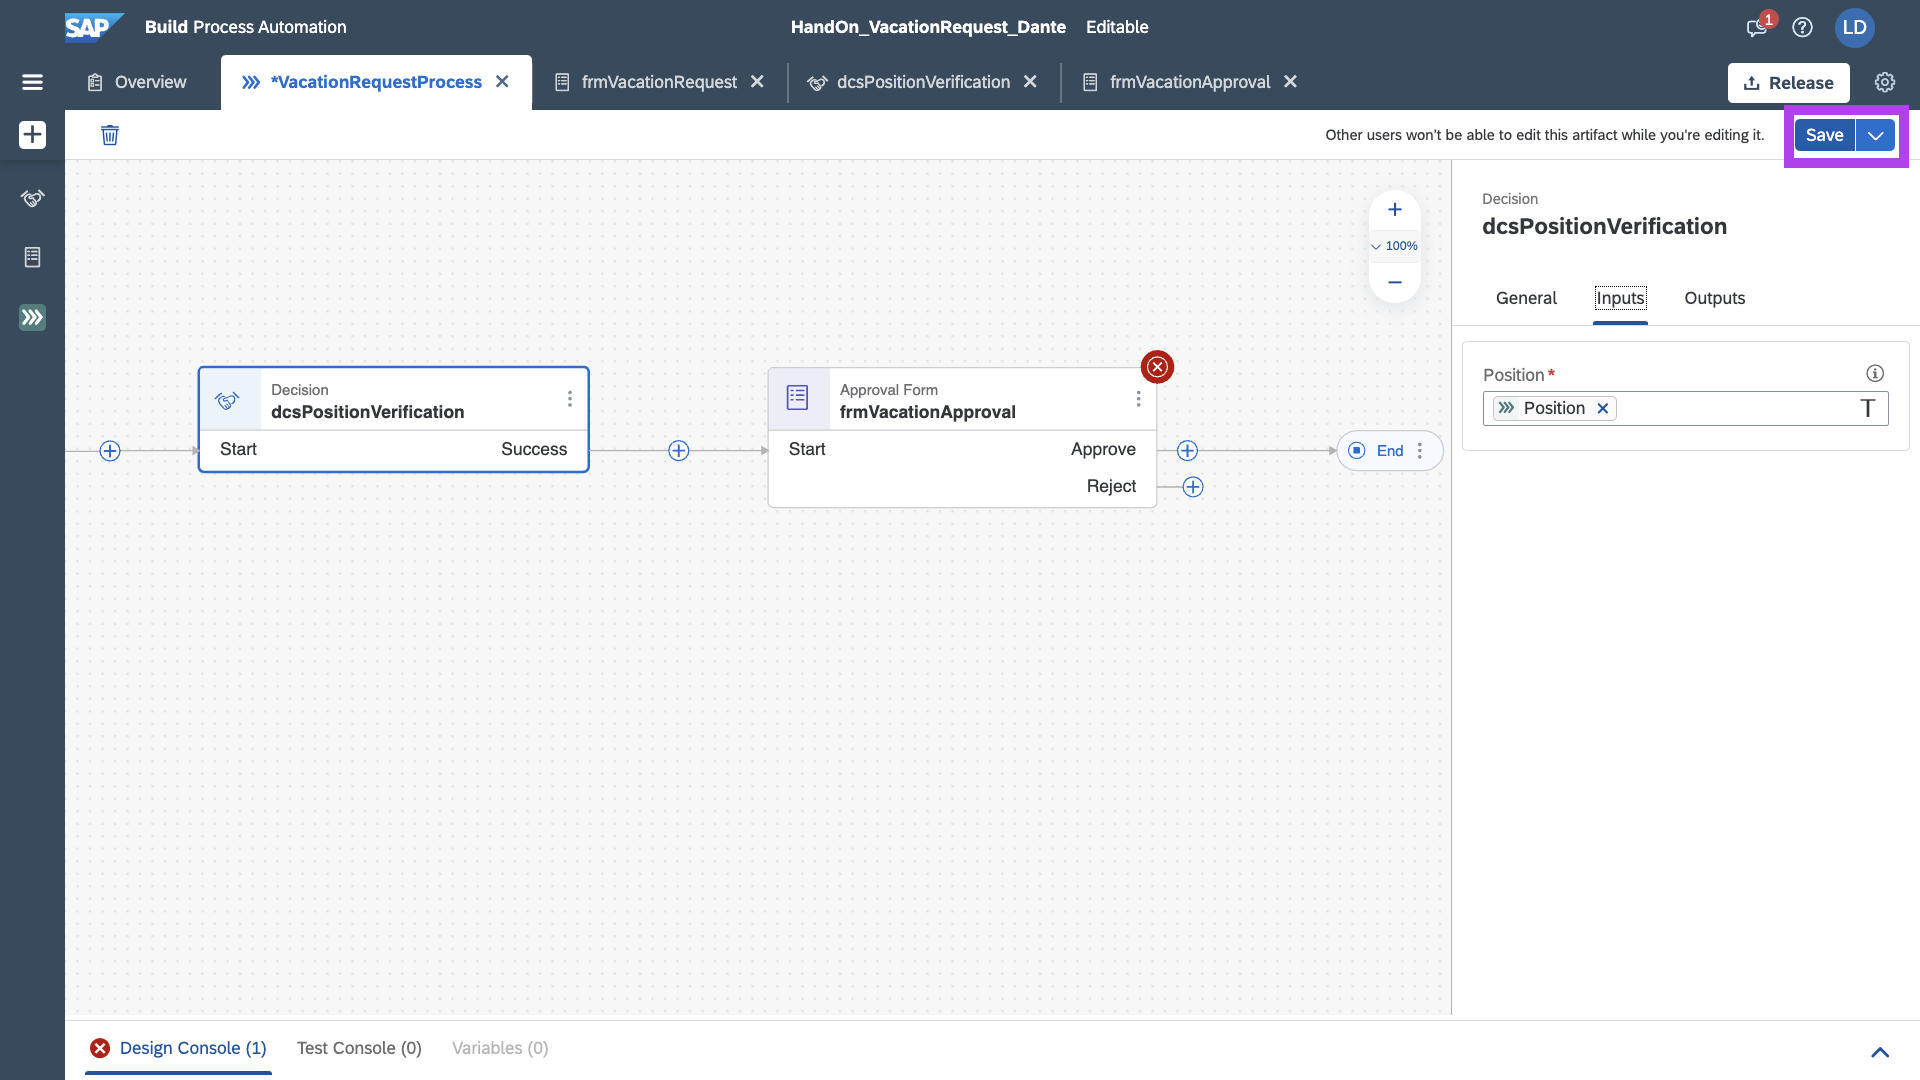 SAP Build Process Automation
HandOn_VacationRequest_Dante Editable
1
LD
Overview
*VacationRequestProcess
frmVacationRequest
dcsPositionVerification
frmVacationApproval
Release
Other users won't be able to edit this artifact while you're editing it.
Save
100%
Decision
dcsPositionVerification
Start
Success
Approval Form
frmVacationApproval
Start
Approve
Reject
End
Decision
dcsPositionVerification
General
Inputs
Outputs
Position*
Position
T
Design Console (1)
Test Console (0)
Variables (0)